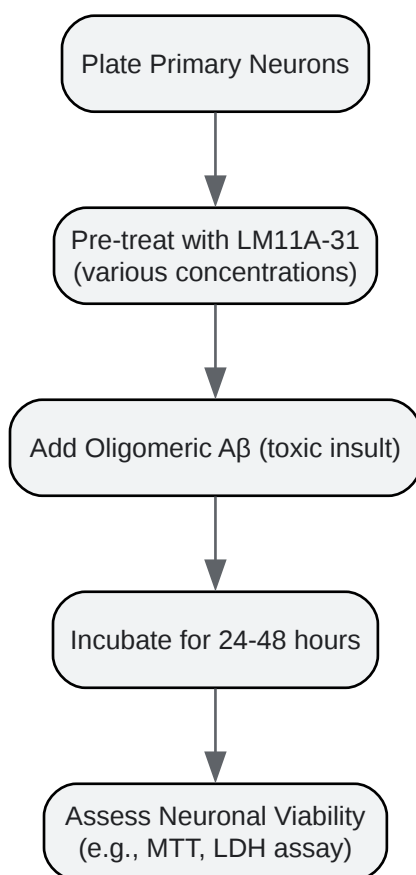 Plate Primary Neurons
Pre-treat with LM11A-31
(various concentrations)
Add Oligomeric Aβ (toxic insult)
Incubate for 24-48 hours
Assess Neuronal Viability
(e.g., MTT, LDH assay)